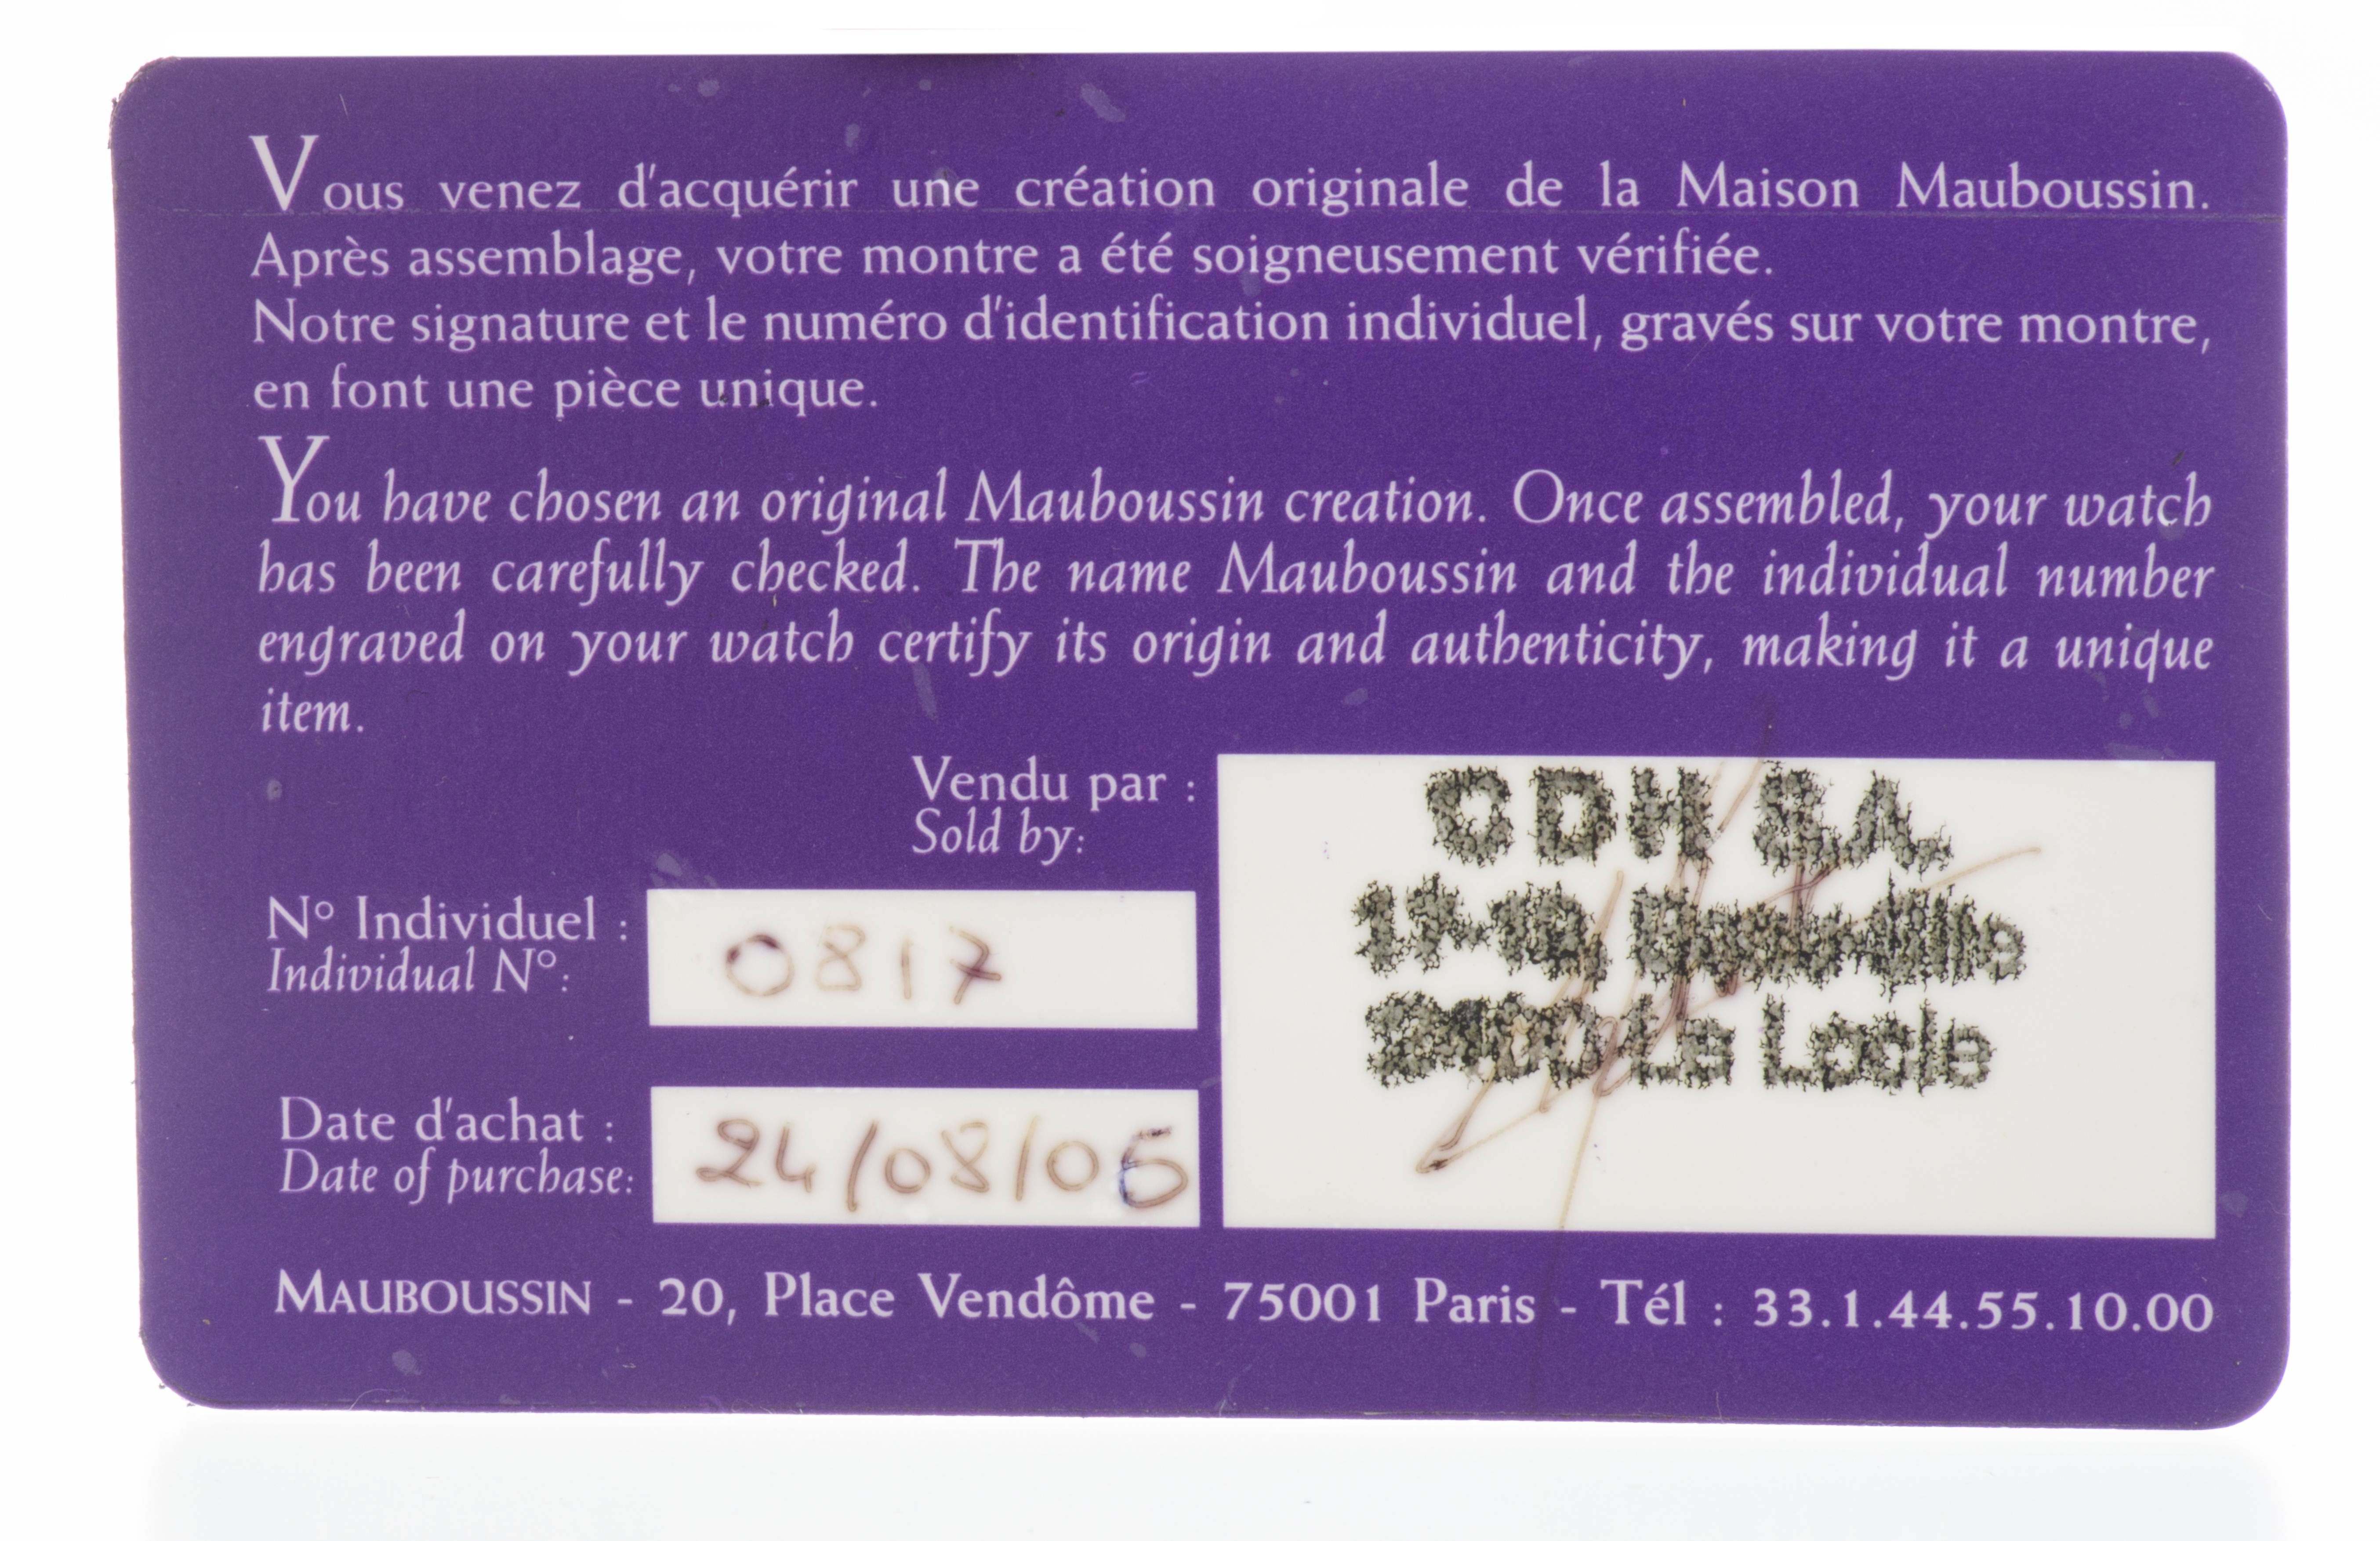 Vous venez d'acquérir une création originale de la Maison Mauboussin.
Après assemblage, votre montre a été soigneusement vérifiée.
Notre signature et le numéro d'identification individuel, gravés sur votre montre,
en font une pièce unique.
You have chosen an original Mauboussin creation. Once assembled, your watch
has been carefully checked. The name Mauboussin and the individual number
engraved on your watch certify its origin and authenticity, making it a unique
item.
Vendu par :
Sold by:
CDH SA.
2400 Le Locle
N° Individuel :
Individual N°:
0817
Date d'achat :
Date of purchase:
24/08/06
MAUBOUSSIN - 20, Place Vendôme - 75001 Paris - Tél : 33.1.44.55.10.00